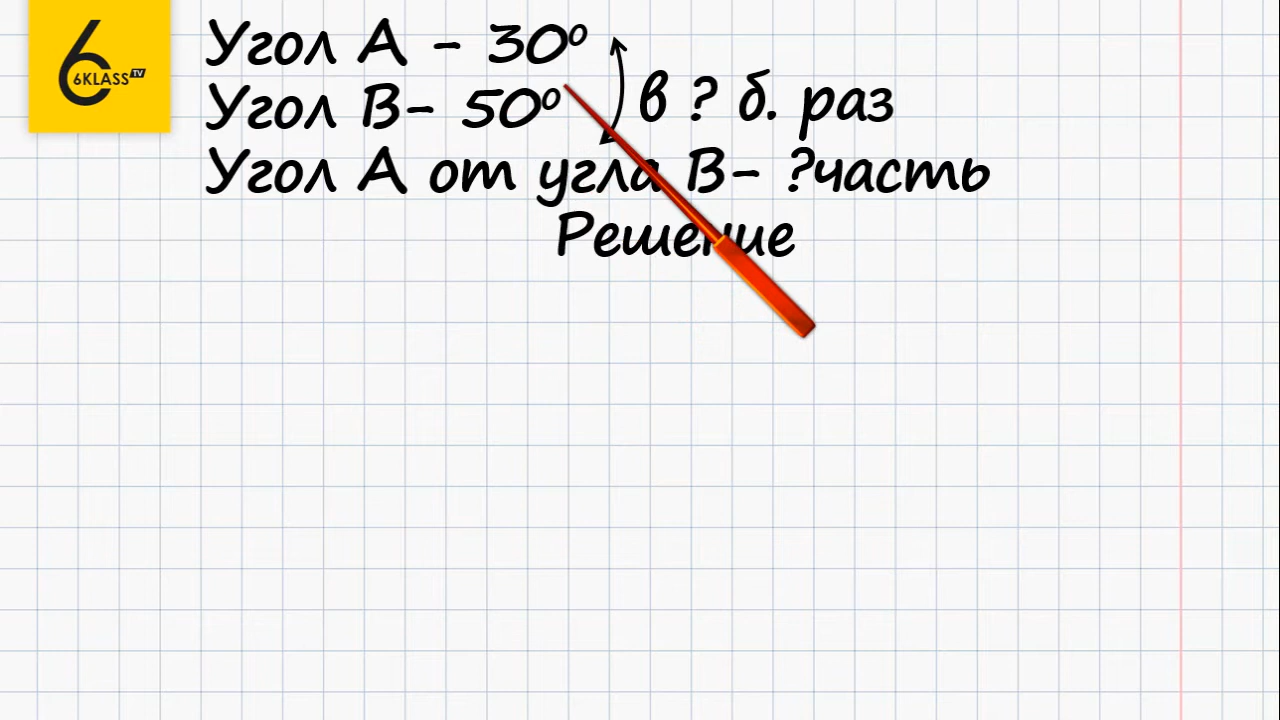 6KLASS TV
Угол А - 30°
Угол В- 50°
в ? б. раз
Угол А от угла В- ?часть
Решение